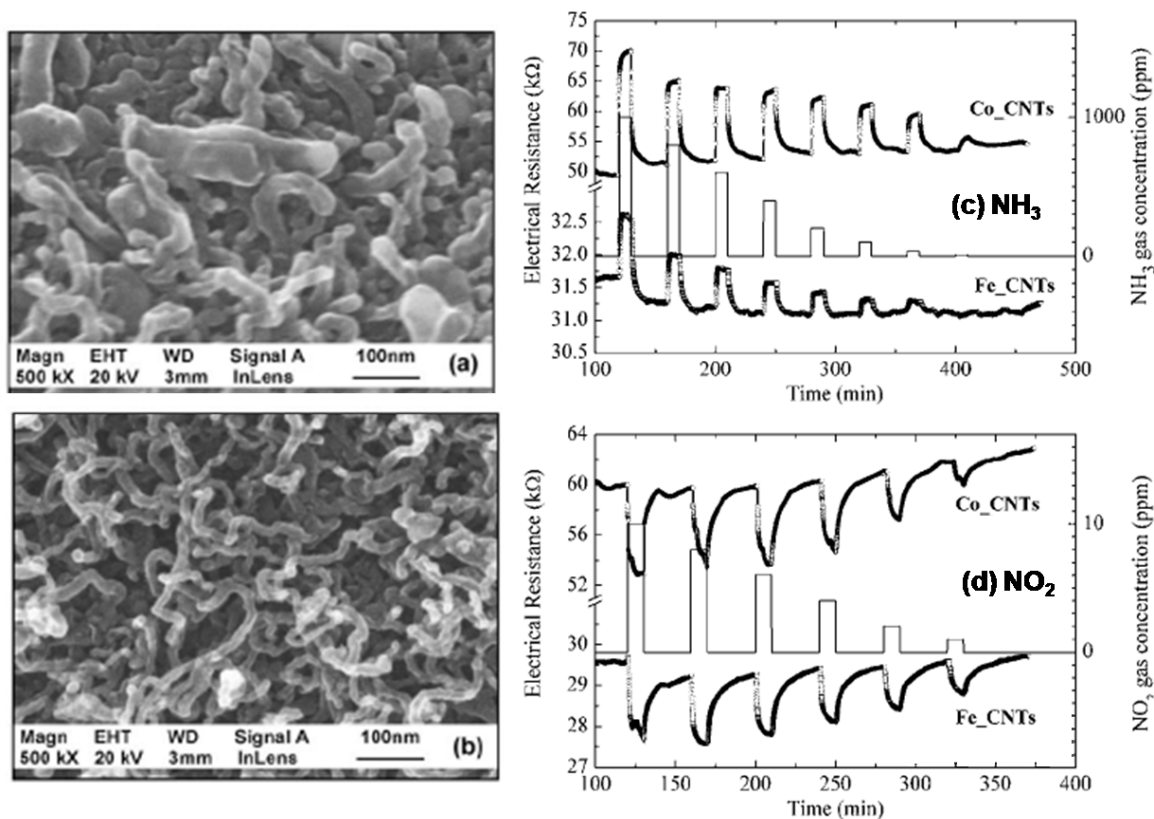 Magn EHT WD Signal A 100nm (a)
500 kX 20 kV 3mm InLens
Magn EHT WD Signal A 100nm (b)
500 kX 20 kV 3mm InLens
Electrical Resistance (kΩ)
70
65
60
55
50
32.5
32.0
31.5
31.0
30.5
Co_CNTs
(c) NH3
Fe_CNTs
1000
0
NH3 gas concentration (ppm)
100 150 200 250 300 350 400 450 500
Time (min)
Electrical Resistance (kΩ)
64
60
56
52
30
29
28
27
Co_CNTs
(d) NO2
Fe_CNTs
10
0
NO2 gas concentration (ppm)
100 150 200 250 300 350 400
Time (min)